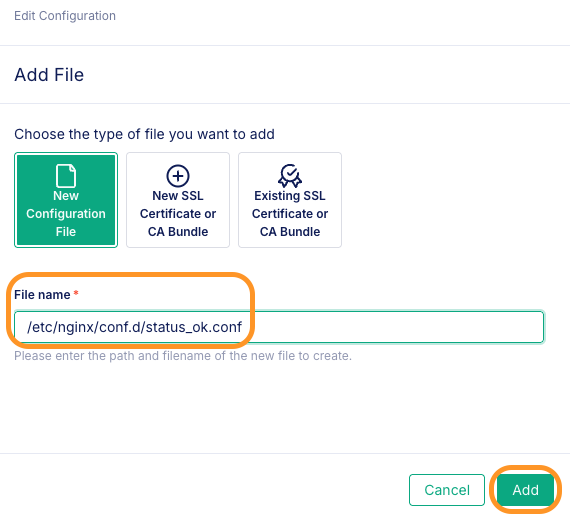 Edit Configuration
Add File
Choose the type of file you want to add
New
Configuration
File
New SSL
Certificate or
CA Bundle
Existing SSL
Certificate or
CA Bundle
File name *
/etc/nginx/conf.d/status_ok.conf
Please enter the path and filename of the new file to create.
Cancel
Add